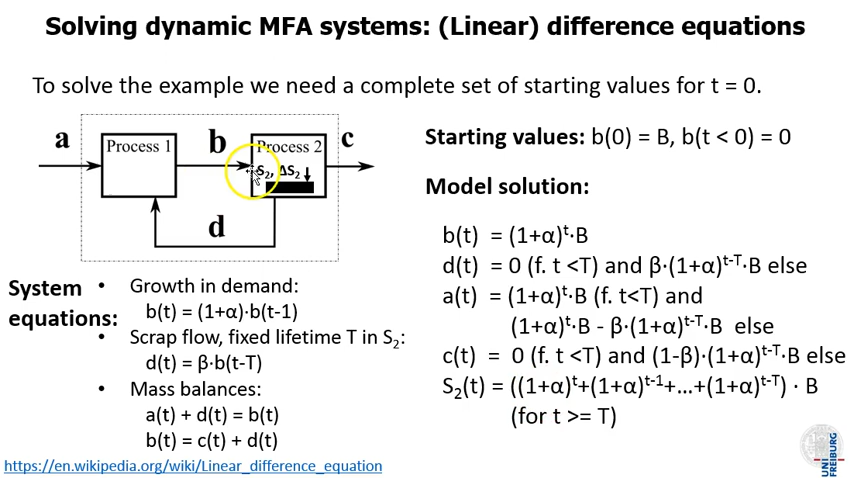 Solving dynamic MFA systems: (Linear) difference equations
To solve the example we need a complete set of starting values for t = 0.
a
Process 1
b
Process 2
S₂, ΔS₂
c
d
Starting values: b(0) = B, b(t < 0) = 0
Model solution:
b(t) = (1+α)ᵗ·B
d(t) = 0 (f. t <T) and β·(1+α)ᵗ⁻ᵀ·B else
a(t) = (1+α)ᵗ·B (f. t<T) and
(1+α)ᵗ·B - β·(1+α)ᵗ⁻ᵀ·B else
c(t) = 0 (f. t <T) and (1-β)·(1+α)ᵗ⁻ᵀ·B else
S₂(t) = ((1+α)ᵗ+(1+α)ᵗ⁻¹+...+(1+α)ᵗ⁻ᵀ) · B
(for t >= T)
System equations:
• Growth in demand:
b(t) = (1+α)·b(t-1)
• Scrap flow, fixed lifetime T in S₂:
d(t) = β·b(t-T)
• Mass balances:
a(t) + d(t) = b(t)
b(t) = c(t) + d(t)
https://en.wikipedia.org/wiki/Linear_difference_equation
UNI
FREIBURG